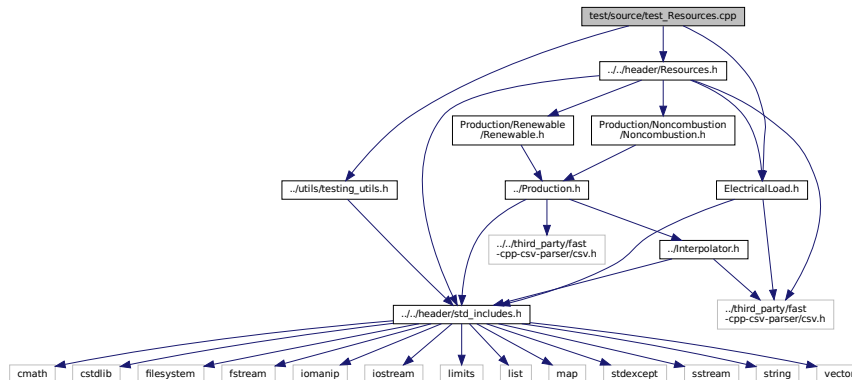 test/source/test_Resources.cpp
../../header/Resources.h
Production/Renewable
/Renewable.h
Production/Noncombustion
/Noncombustion.h
../utils/testing_utils.h
../Production.h
ElectricalLoad.h
../../third_party/fast
-cpp-csv-parser/csv.h
../Interpolator.h
../../header/std_includes.h
../third_party/fast
-cpp-csv-parser/csv.h
cmath
cstdlib
filesystem
fstream
iomanip
iostream
limits
list
map
stdexcept
sstream
string
vector